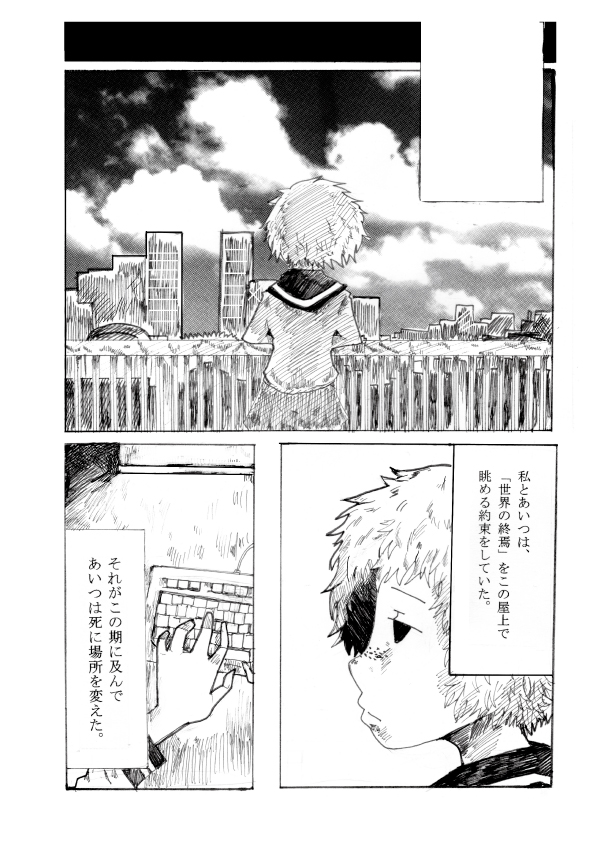 私とあいつは、
「世界の終焉」をこの屋上で
眺める約束をしていた。
それがこの期に及んで
あいつは死に場所を変えた。